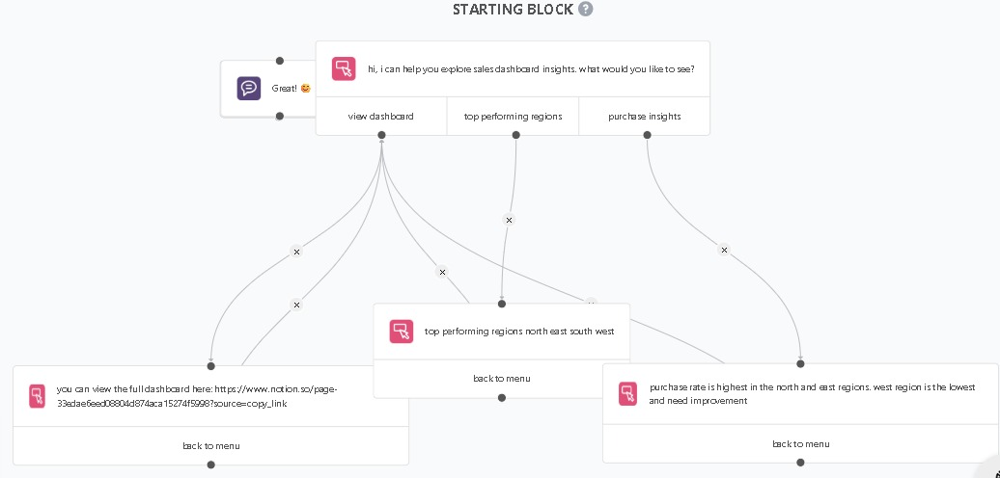 STARTING BLOCK ?
Great! 😊
hi, i can help you explore sales dashboard insights. what would you like to see?
view dashboard
top performing regions
purchase insights
top performing regions north east south west
back to menu
you can view the full dashboard here: https://www.notion.so/page-
33edae6eed08804d874aca15274f5998?source=copy_link
back to menu
purchase rate is highest in the north and east regions. west region is the lowest
and need improvement
back to menu